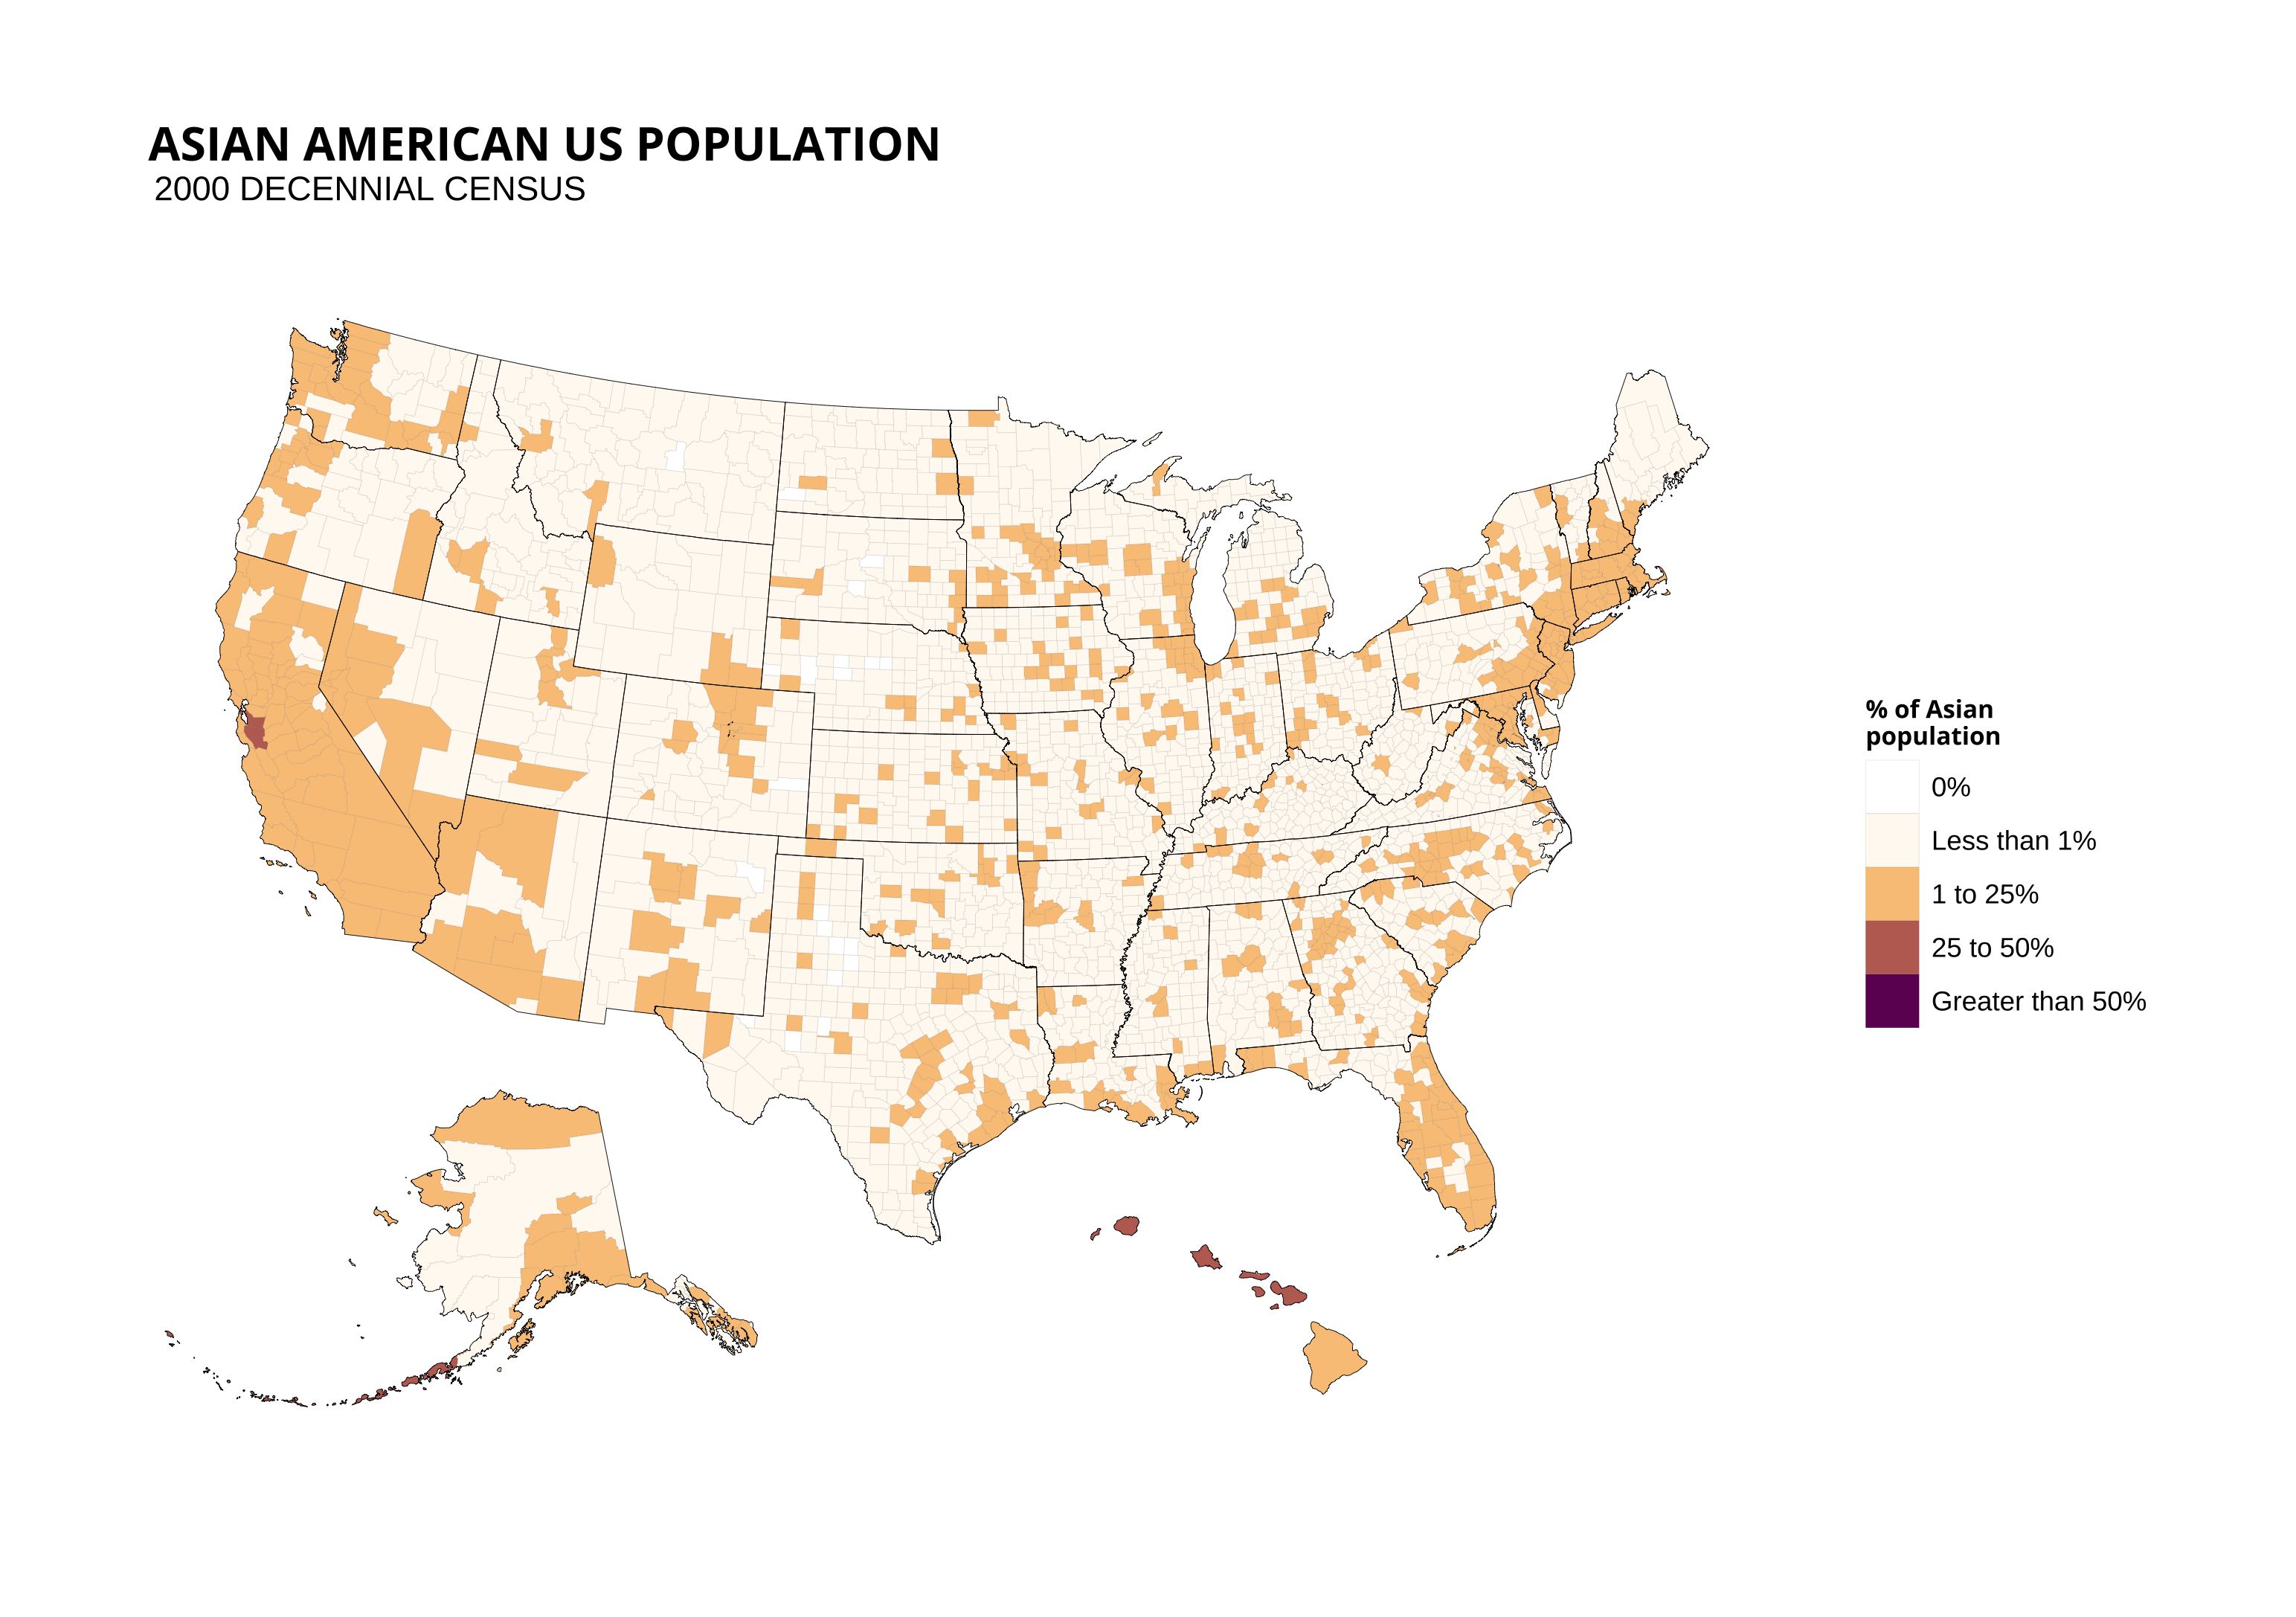 ASIAN AMERICAN US POPULATION
2000 DECENNIAL CENSUS
% of Asian
population
0%
Less than 1%
1 to 25%
25 to 50%
Greater than 50%